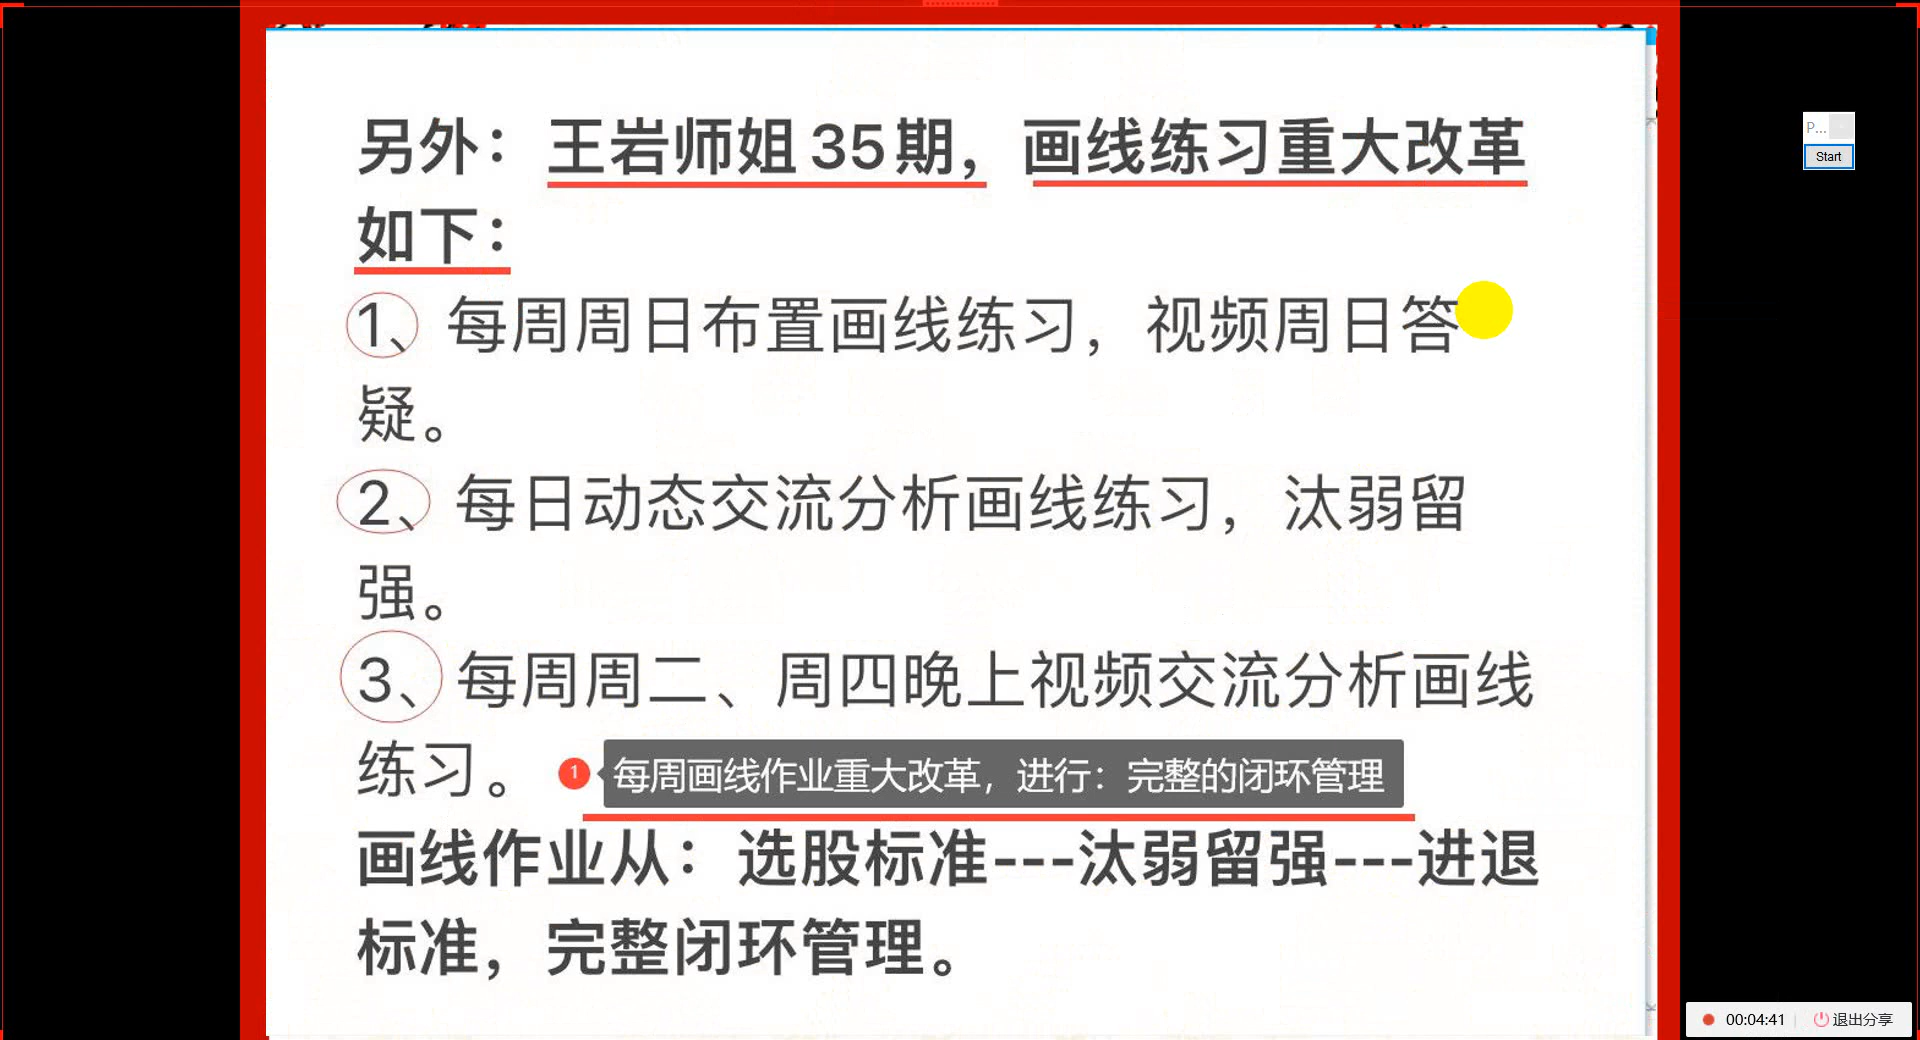 另外：王岩师姐35期，画线练习重大改革
如下：
1、每周周日布置画线练习，视频周日答
疑。
2、每日动态交流分析画线练习，汰弱留
强。
3、每周周二、周四晚上视频交流分析画线
练习。
1 每周画线作业重大改革，进行：完整的闭环管理
画线作业从：选股标准---汰弱留强---进退
标准，完整闭环管理。
P...
Start
00:04:41 退出分享